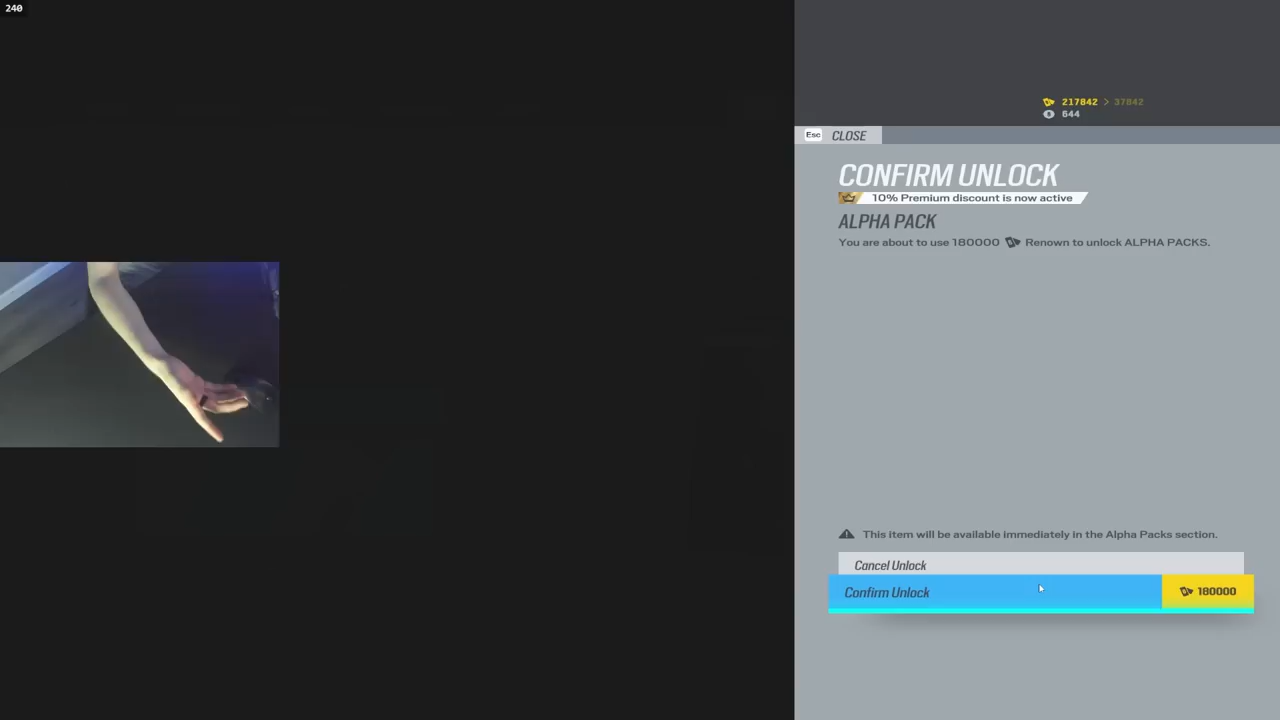 240
217842 > 37842
644
Esc CLOSE
CONFIRM UNLOCK
10% Premium discount is now active
ALPHA PACK
You are about to use 180000 Renown to unlock ALPHA PACKS.
This item will be available immediately in the Alpha Packs section.
Cancel Unlock
Confirm Unlock 180000